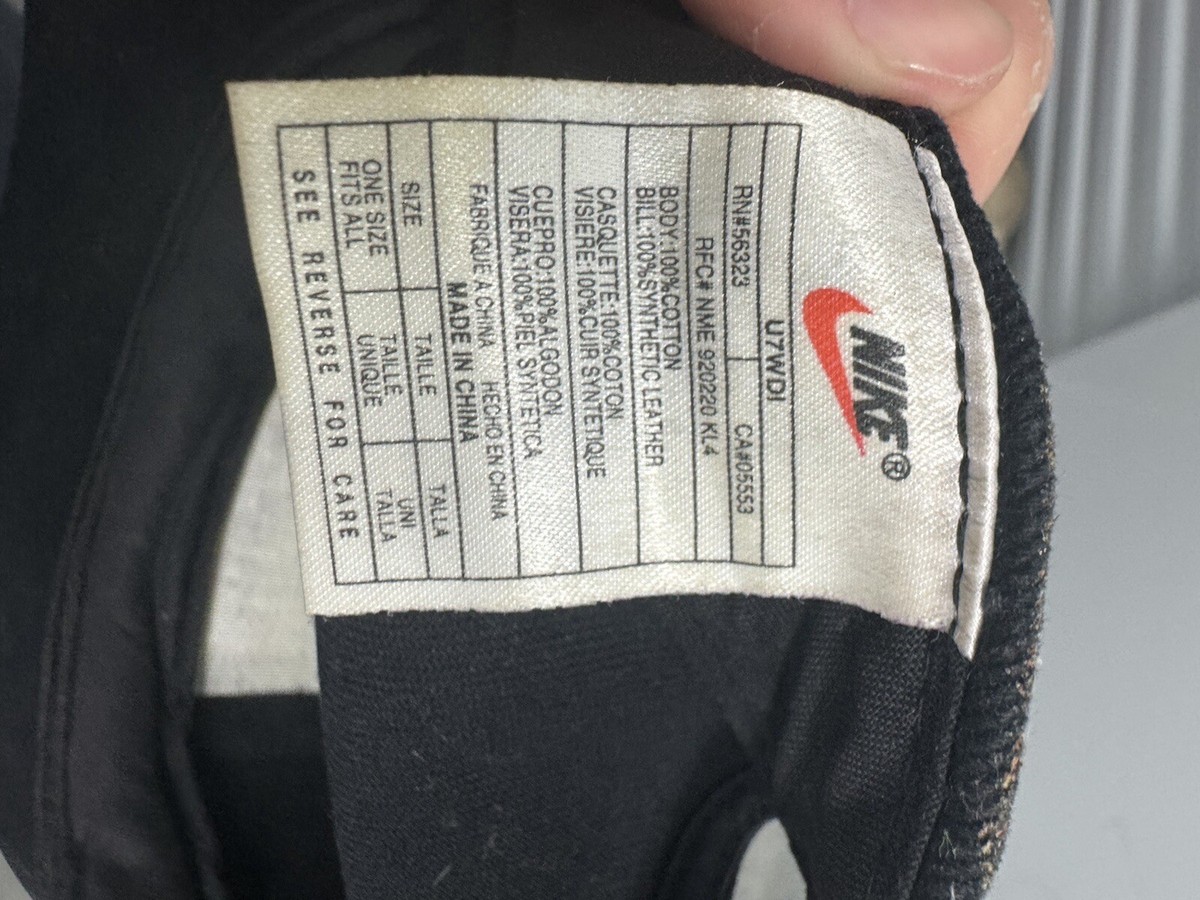 NIKE®
U7WDI
RN#56323 CA#05553
RFC# NME 920220 KL4
BODY:100%COTTON
BILL:100%SYNTHETIC LEATHER
CASQUETTE:100%COTON
VISIERE:100%CUIR SYNTETIQUE
CUEPRO:100%ALGODON
VISERA:100%PIEL SYNTETICA
FABRIQUE A CHINA HECHO EN CHINA
MADE IN CHINA
SIZE TAILLE TALLA
ONE SIZE TAILLE UNI
FITS ALL UNIQUE TALLA
SEE REVERSE FOR CARE